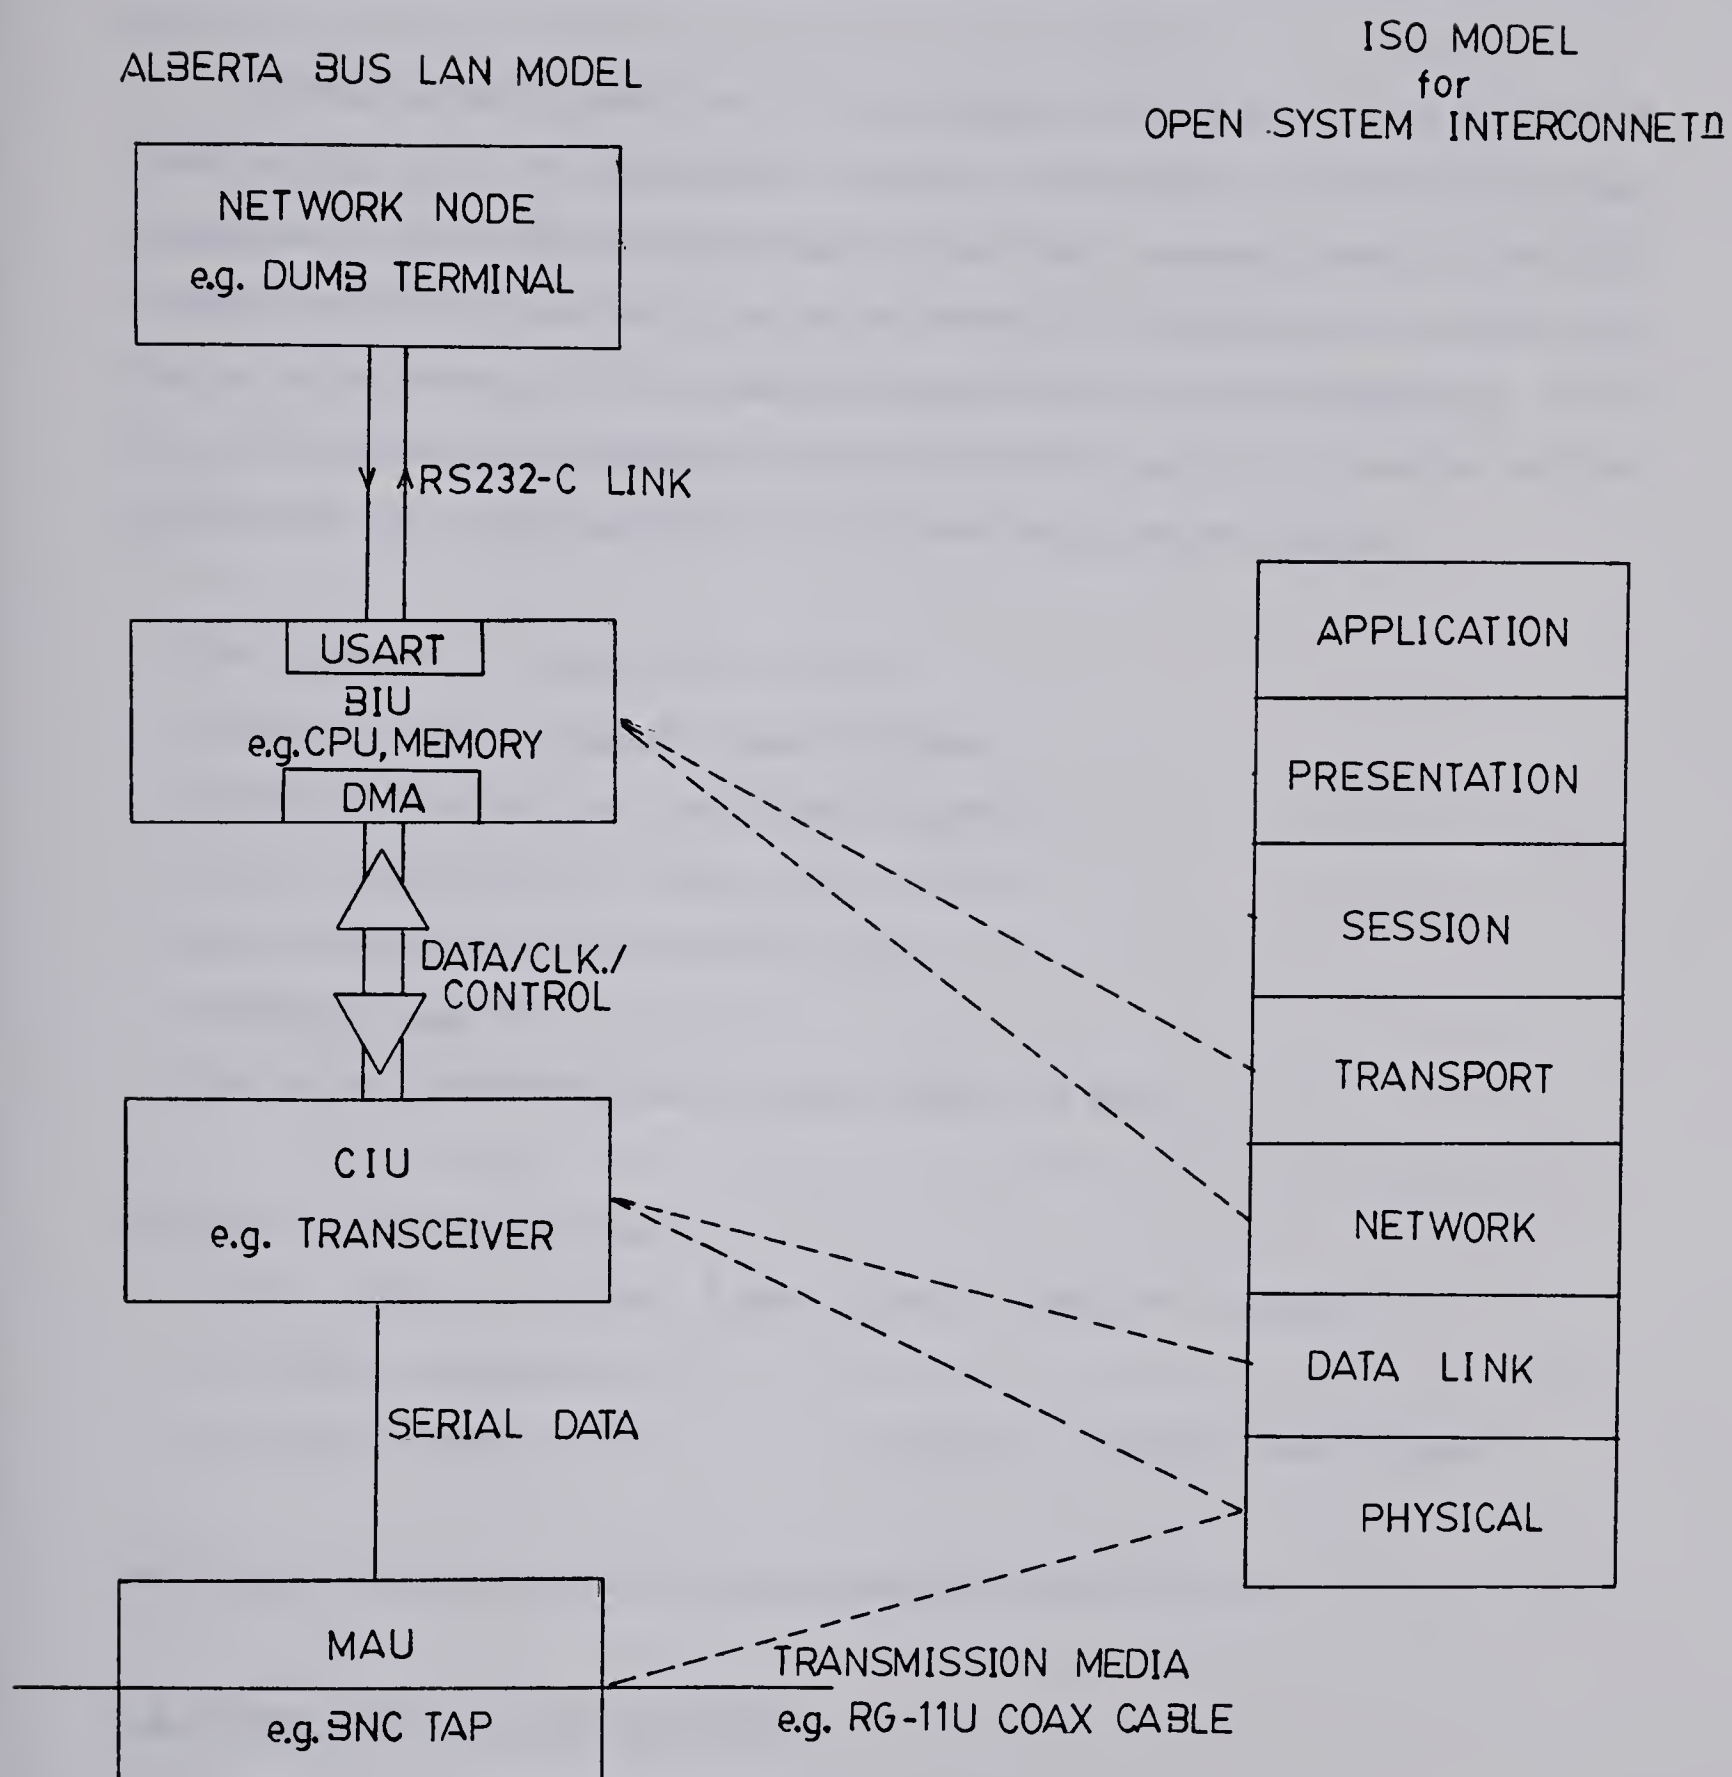 ALBERTA BUS LAN MODEL
ISO MODEL
for
OPEN SYSTEM INTERCONNETn
NETWORK NODE
e.g. DUMB TERMINAL
RS232-C LINK
USART
BIU
e.g. CPU, MEMORY
DMA
DATA/CLK./
CONTROL
CIU
e.g. TRANSCEIVER
SERIAL DATA
MAU
e.g. BNC TAP
TRANSMISSION MEDIA
e.g. RG-11U COAX CABLE
APPLICATION
PRESENTATION
SESSION
TRANSPORT
NETWORK
DATA LINK
PHYSICAL